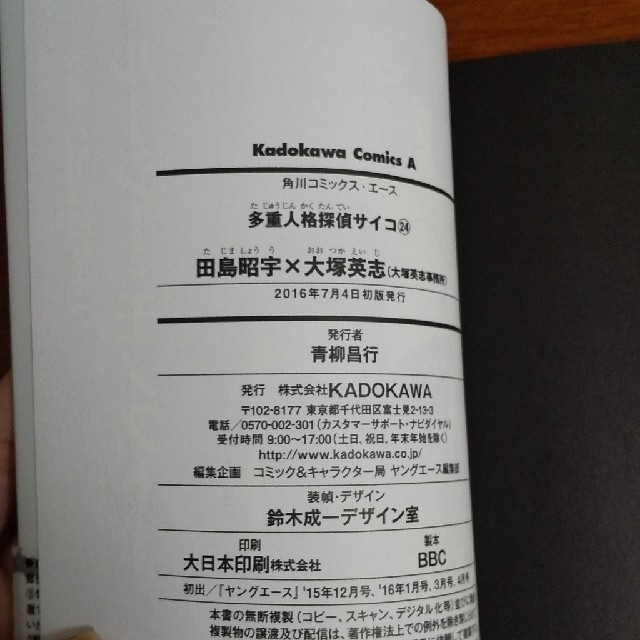 Kadokawa Comics A
角川コミックス・エース
た じゅうじん かく たん てい
多重人格探偵サイコ㉔
た じま しょう う おお つか えい じ
田島昭宇×大塚英志(大塚英志事務所)
2016年7月4日初版発行
発行者
青柳昌行
発行 株式会社KADOKAWA
〒102-8177 東京都千代田区富士見2-13-3
電話/0570-002-301(カスタマーサポート・ナビダイヤル)
受付時間 9:00〜17:00(土日、祝日、年末年始を除く)
http://www.kadokawa.co.jp/
編集企画 コミック&キャラクター局 ヤングエース編集部
装幀・デザイン
鈴木成一デザイン室
印刷 製本
大日本印刷株式会社 BBC
初出/『ヤングエース』'15年12月号、'16年1月号、3月号、4月号
本書の無断複製(コピー、スキャン、デジタル化等)並びに
複製物の譲渡及び配信は、著作権法上での例外を除き禁